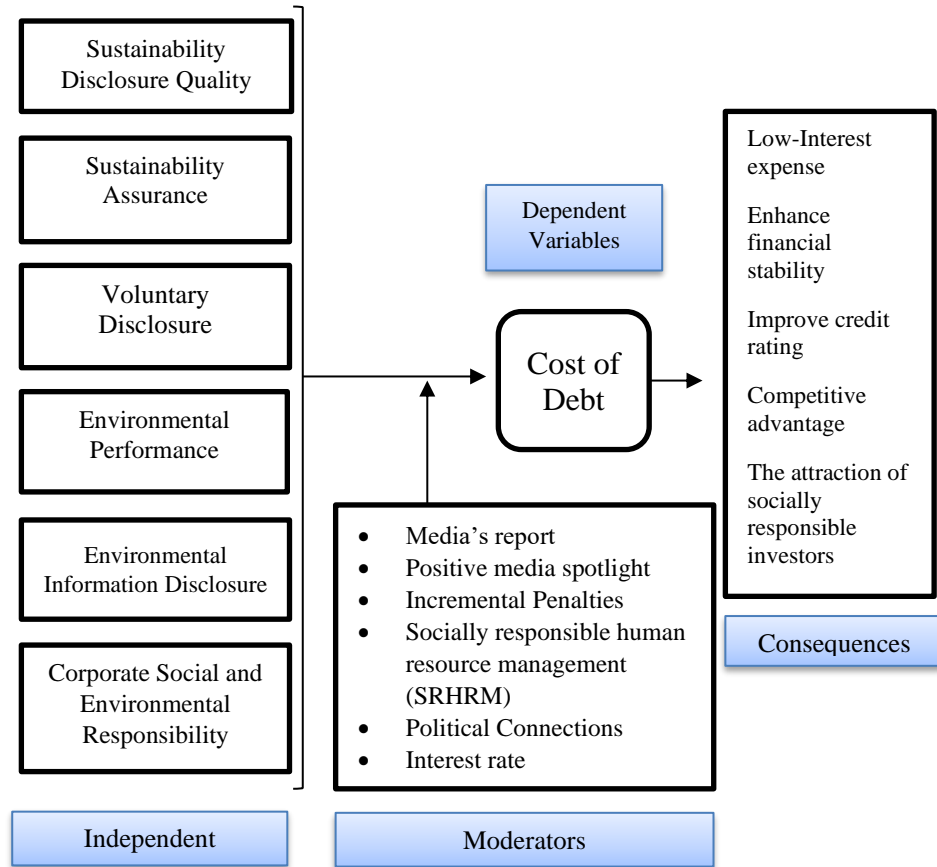 Sustainability
Disclosure Quality
Sustainability
Assurance
Voluntary
Disclosure
Environmental
Performance
Environmental
Information Disclosure
Corporate Social and
Environmental
Responsibility
Independent
Dependent
Variables
Cost of
Debt
• Media’s report
• Positive media spotlight
• Incremental Penalties
• Socially responsible human
resource management
(SRHRM)
• Political Connections
• Interest rate
Moderators
Low-Interest
expense
Enhance
financial
stability
Improve credit
rating
Competitive
advantage
The attraction of
socially
responsible
investors
Consequences